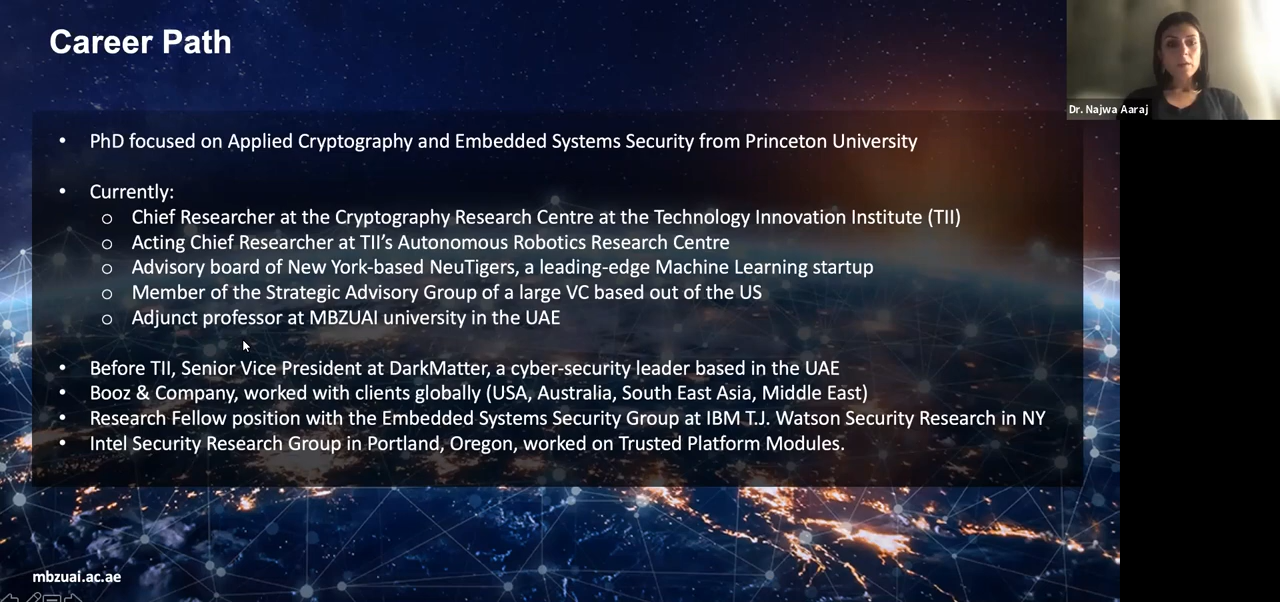 Career Path
Dr. Najwa Aaraj
• PhD focused on Applied Cryptography and Embedded Systems Security from Princeton University
• Currently:
o Chief Researcher at the Cryptography Research Centre at the Technology Innovation Institute (TII)
o Acting Chief Researcher at TII’s Autonomous Robotics Research Centre
o Advisory board of New York-based NeuTigers, a leading-edge Machine Learning startup
o Member of the Strategic Advisory Group of a large VC based out of the US
o Adjunct professor at MBZUAI university in the UAE
• Before TII, Senior Vice President at DarkMatter, a cyber-security leader based in the UAE
• Booz & Company, worked with clients globally (USA, Australia, South East Asia, Middle East)
• Research Fellow position with the Embedded Systems Security Group at IBM T.J. Watson Security Research in NY
• Intel Security Research Group in Portland, Oregon, worked on Trusted Platform Modules.
mbzuai.ac.ae